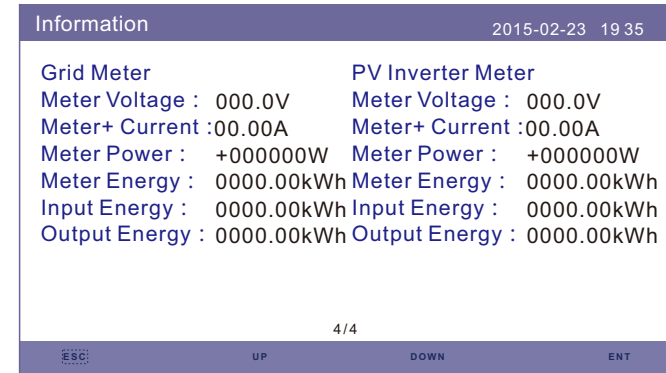 Information 2015-02-23 19 35
Grid Meter PV Inverter Meter
Meter Voltage : 000.0V Meter Voltage : 000.0V
Meter+ Current :00.00A Meter+ Current :00.00A
Meter Power : +000000W Meter Power : +000000W
Meter Energy : 0000.00kWh Meter Energy : 0000.00kWh
Input Energy : 0000.00kWh Input Energy : 0000.00kWh
Output Energy : 0000.00kWh Output Energy : 0000.00kWh
4/4
ESC UP DOWN ENT